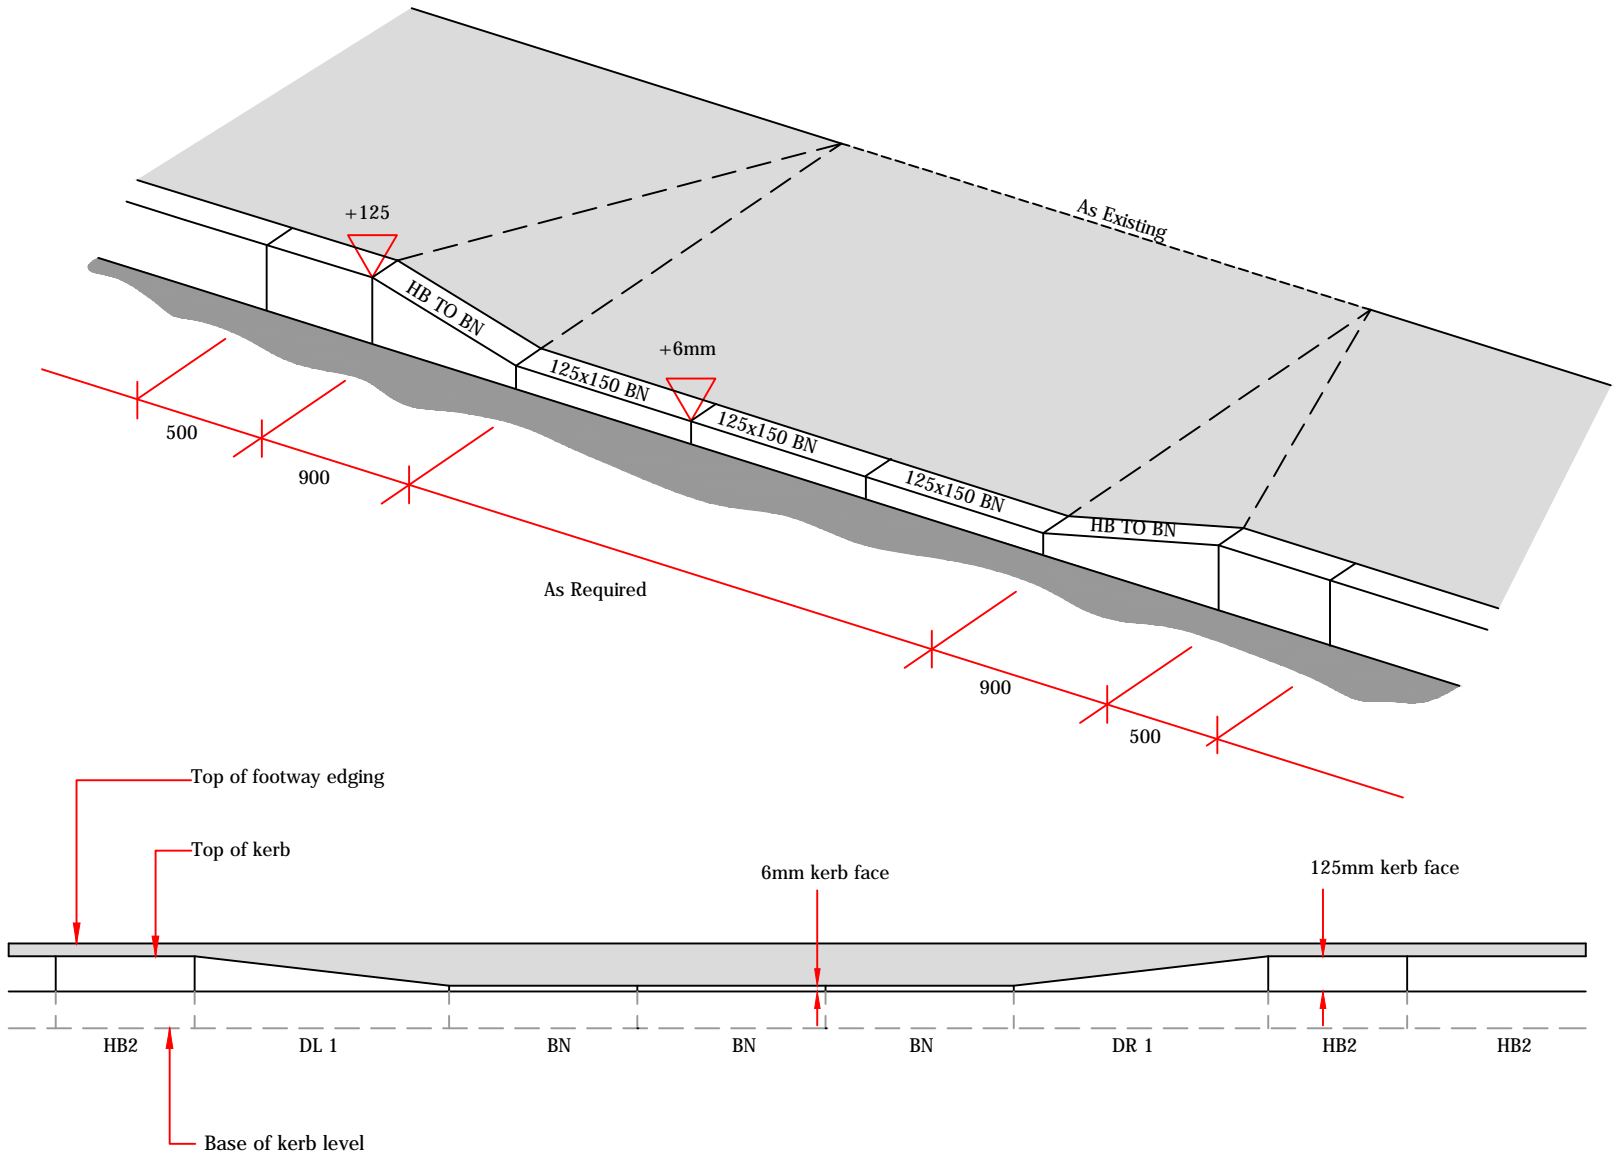 As Existing
+125
HB TO BN
+6mm
125x150 BN
125x150 BN
125x150 BN
HB TO BN
500
900
As Required
900
500
Top of footway edging
Top of kerb
6mm kerb face
125mm kerb face
HB2
DL 1
BN
BN
BN
DR 1
HB2
HB2
Base of kerb level